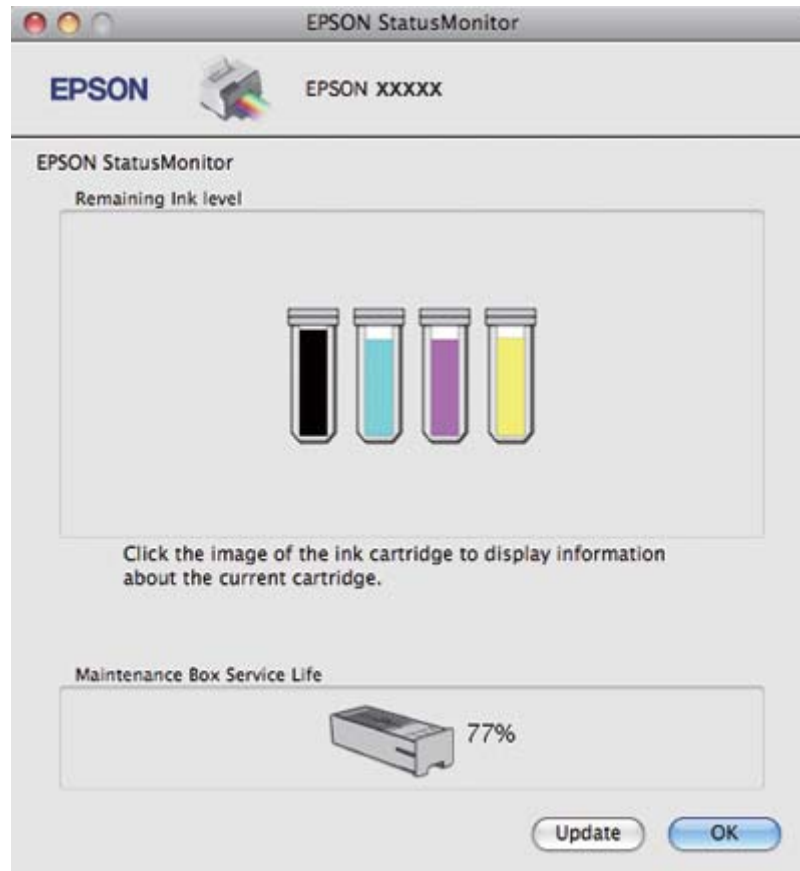 EPSON StatusMonitor
EPSON
EPSON XXXXX
EPSON StatusMonitor
Remaining Ink level
Click the image of the ink cartridge to display information
about the current cartridge.
Maintenance Box Service Life
77%
Update
OK